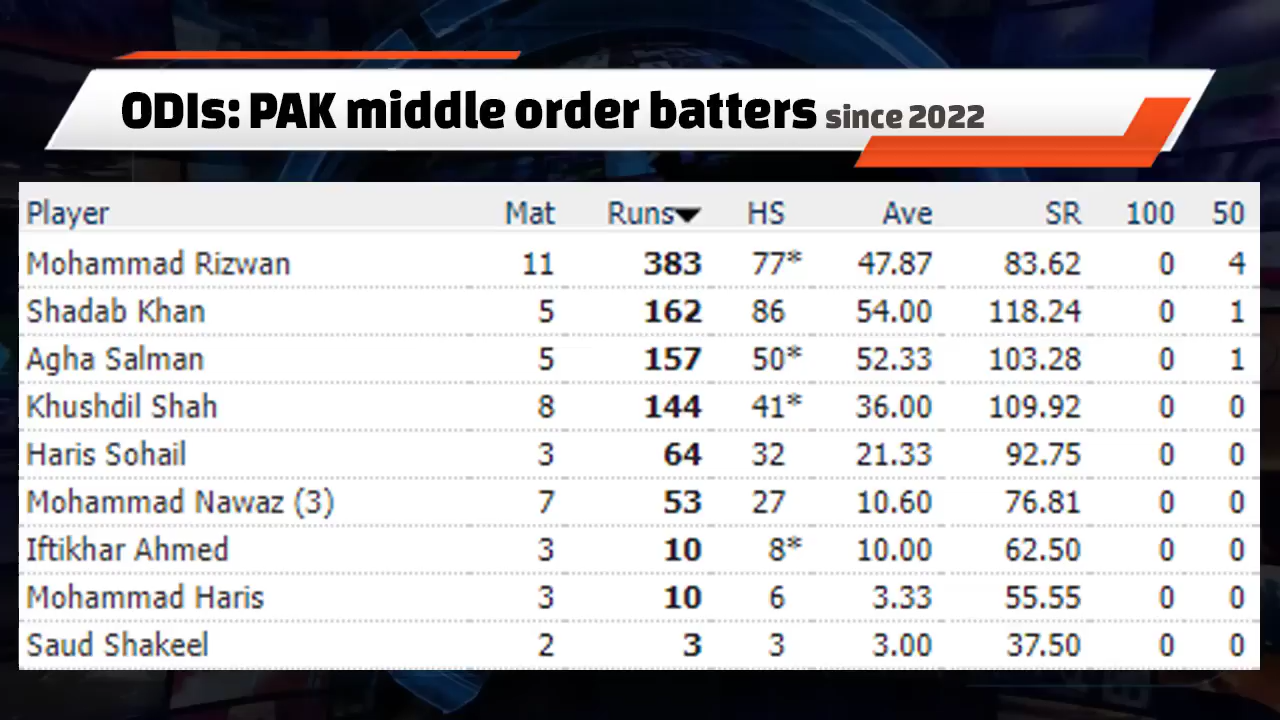 ODIs: PAK middle order batters since 2022
Player Mat Runs▼ HS Ave SR 100 50
Mohammad Rizwan 11 383 77* 47.87 83.62 0 4
Shadab Khan 5 162 86 54.00 118.24 0 1
Agha Salman 5 157 50* 52.33 103.28 0 1
Khushdil Shah 8 144 41* 36.00 109.92 0 0
Haris Sohail 3 64 32 21.33 92.75 0 0
Mohammad Nawaz (3) 7 53 27 10.60 76.81 0 0
Iftikhar Ahmed 3 10 8* 10.00 62.50 0 0
Mohammad Haris 3 10 6 3.33 55.55 0 0
Saud Shakeel 2 3 3 3.00 37.50 0 0